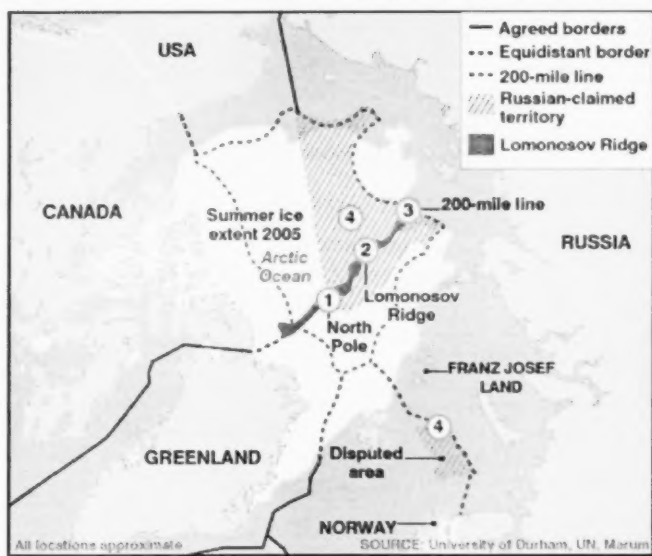 USA
Agreed borders
Equidistant border
200-mile line
Russian-claimed
territory
Lomonosov Ridge
CANADA
Summer ice
extent 2005
Arctic
Ocean
4
3
200-mile line
2
RUSSIA
Lomonosov
Ridge
1
North
Pole
FRANZ JOSEF
LAND
4
GREENLAND
Disputed
area
NORWAY
All locations approximate
SOURCE: University of Durham, UN, Marum